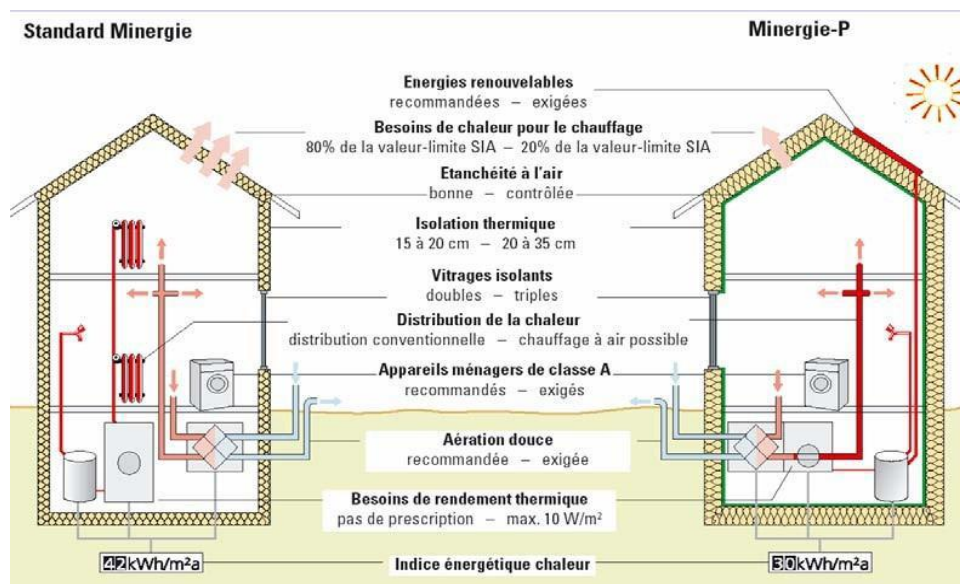 Standard Minergie
Minergie-P
Energies renouvelables
recommandées – exigées
Besoins de chaleur pour le chauffage
80% de la valeur-limite SIA – 20% de la valeur-limite SIA
Etanchéité à l'air
bonne – contrôlée
Isolation thermique
15 à 20 cm – 20 à 35 cm
Vitrages isolants
doubles – triples
Distribution de la chaleur
distribution conventionnelle – chauffage à air possible
Appareils ménagers de classe A
recommandés – exigés
Aération douce
recommandée – exigée
Besoins de rendement thermique
pas de prescription – max. 10 W/m²
42kWh/m²a
Indice énergétique chaleur
30kWh/m²a